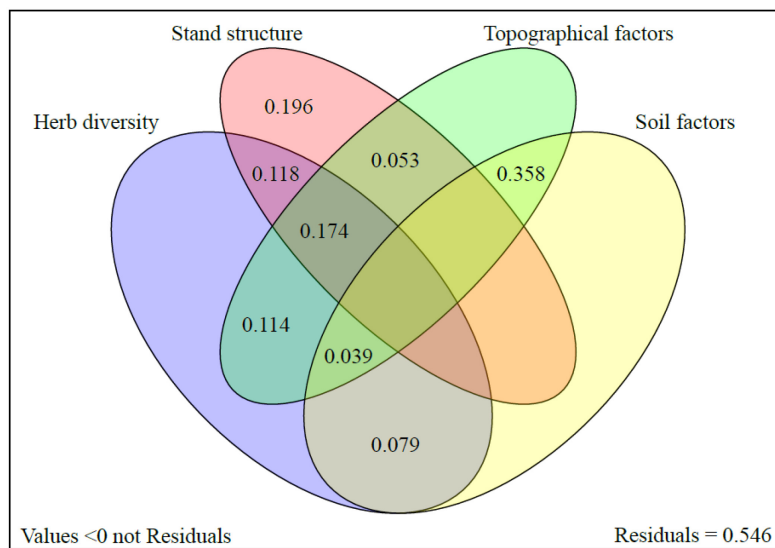 Stand structure
Topographical factors
Herb diversity
Soil factors
0.196
0.118
0.053
0.358
0.174
0.114
0.039
0.079
Values <0 not Residuals
Residuals = 0.546